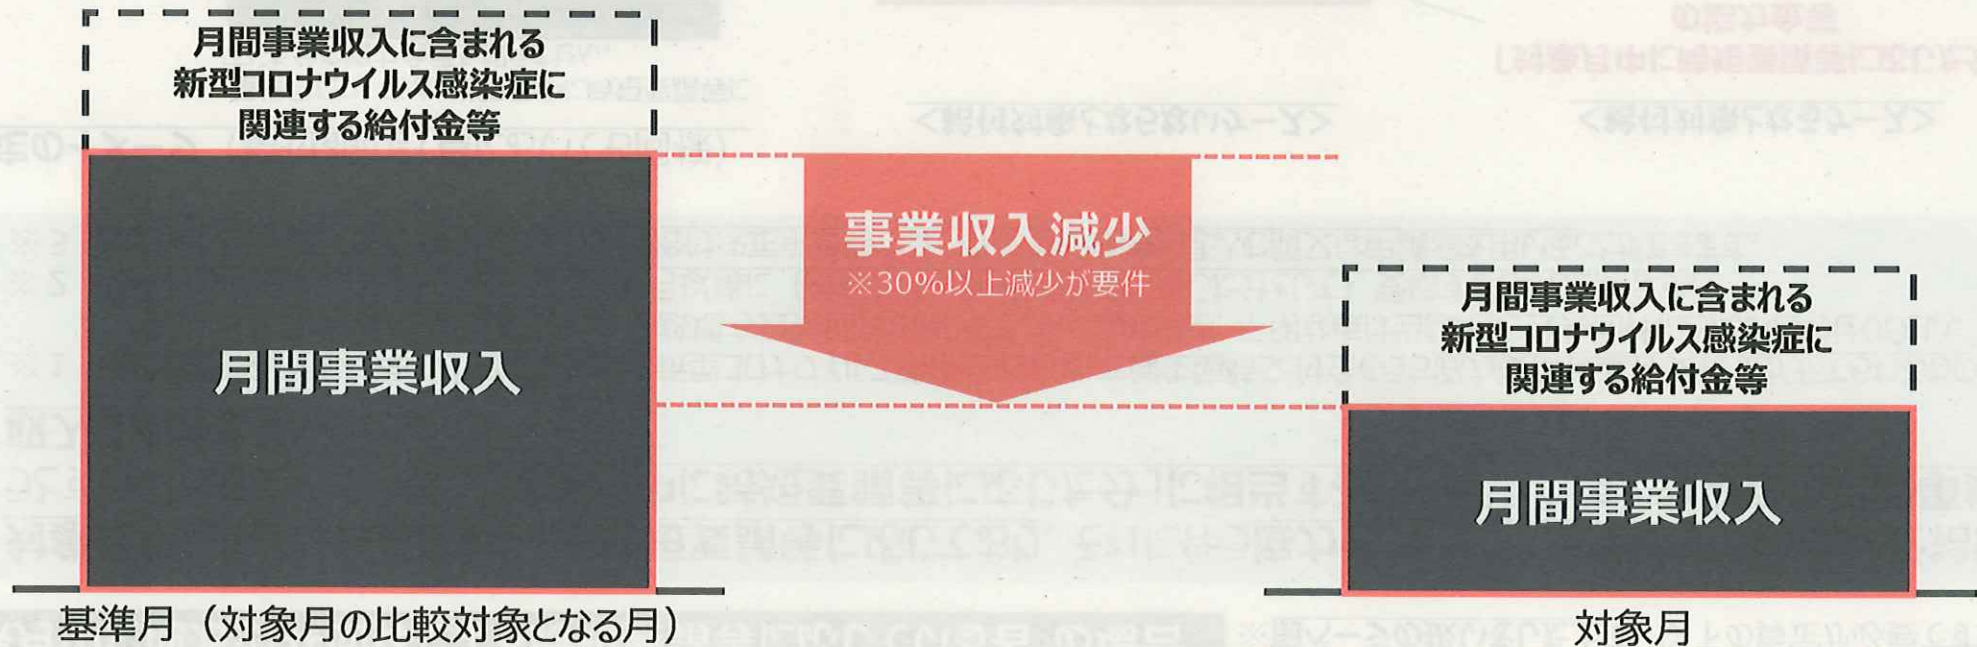 月間事業収入に含まれる
新型コロナウイルス感染症に
関連する給付金等
月間事業収入
基準月（対象月の比較対象となる月）
事業収入減少
※30%以上減少が要件
月間事業収入に含まれる
新型コロナウイルス感染症に
関連する給付金等
月間事業収入
対象月